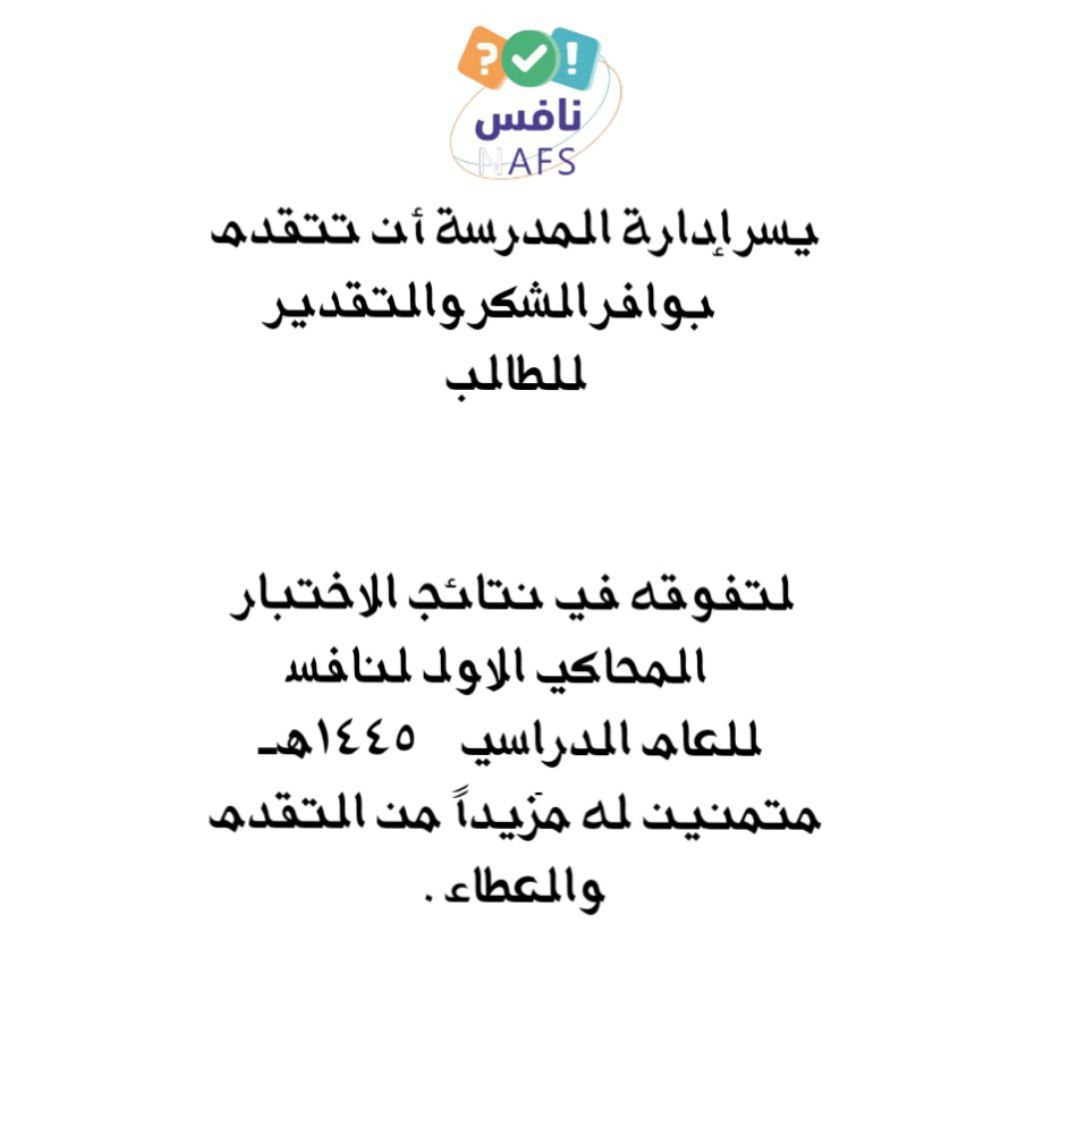 ? ✓ !
نافس
NAFS
يسر إدارة المدرسة أن تتقدم
بوافر الشكر والتقدير
للطالب
لتفوقه في نتائج الاختبار
المحاكي الاول لنافس
للعام الدراسي ١٤٤٥هـ
متمنين له مزيداً من التقدم
والعطاء .